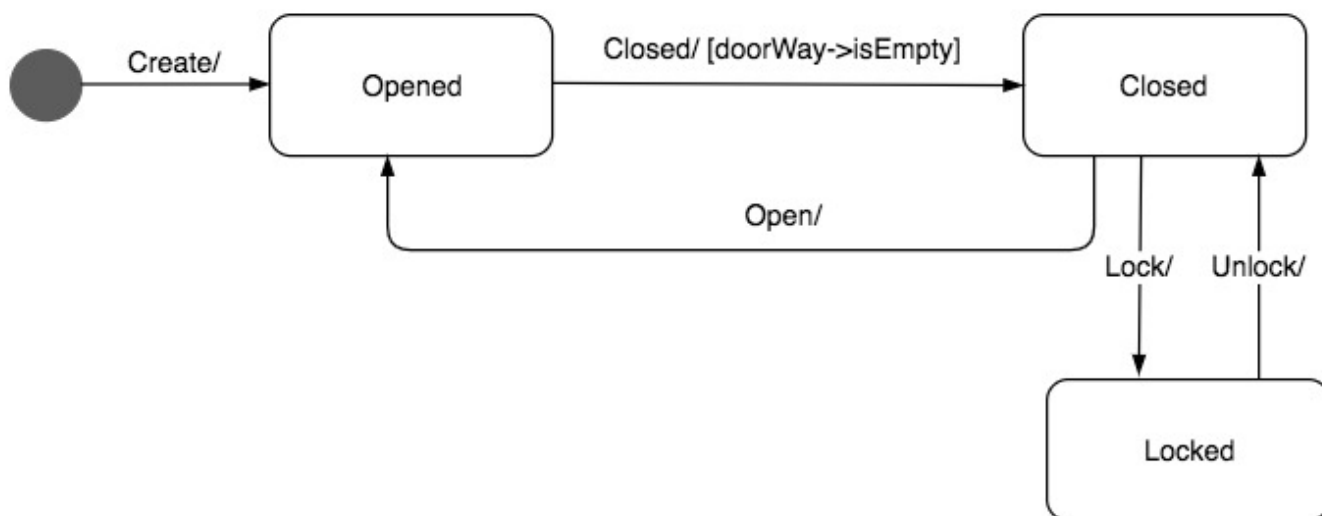 Create/
Opened
Closed/ [doorWay->isEmpty]
Closed
Open/
Lock/
Unlock/
Locked